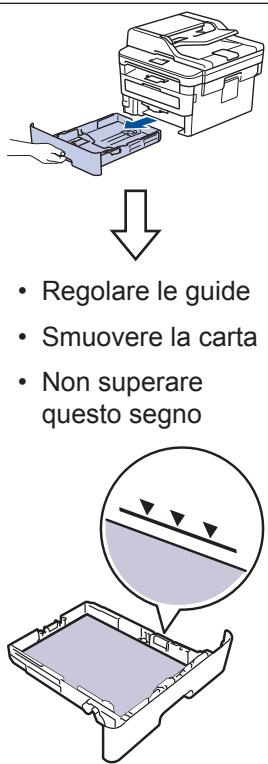 • Regolare le guide
• Smuovere la carta
• Non superare
questo segno